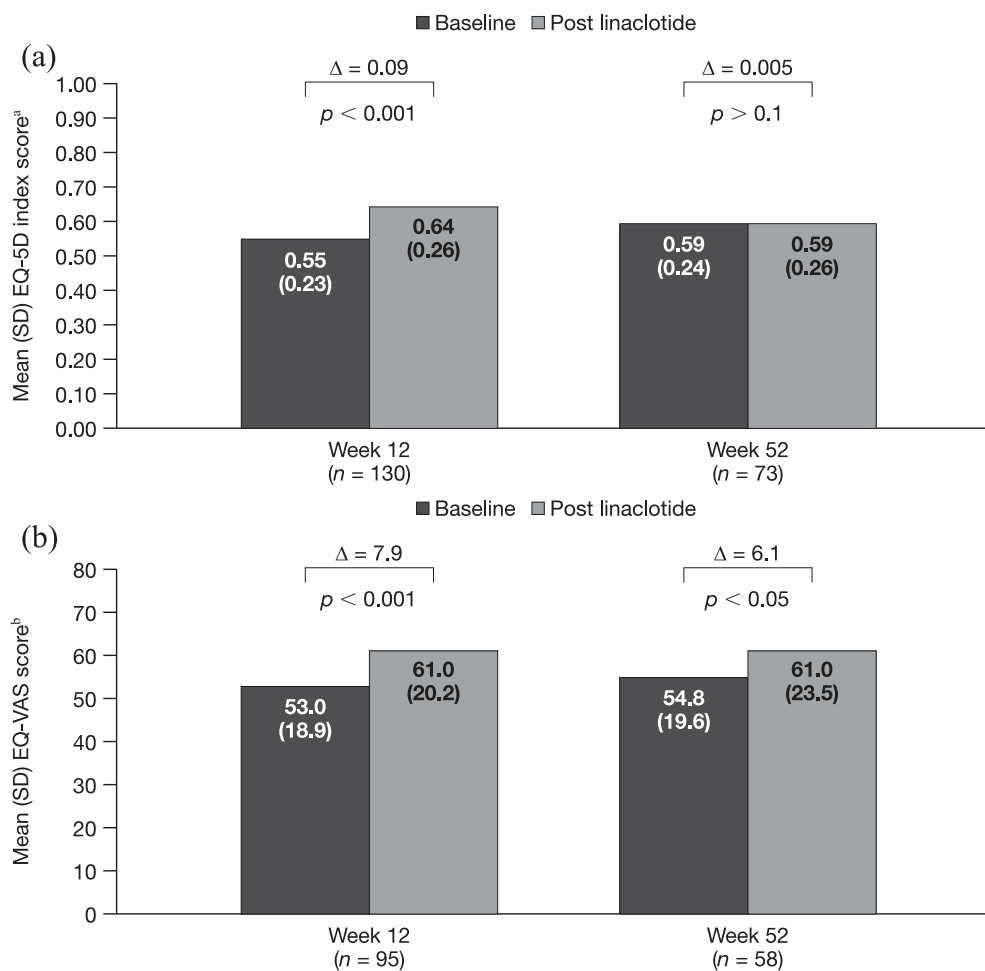 Baseline Post linaclotide
(a)
Δ = 0.09
Δ = 0.005
p < 0.001
p > 0.1
Mean (SD) EQ-5D index scoreᵃ
1.00
0.90
0.80
0.70
0.60
0.50
0.40
0.30
0.20
0.10
0.00
0.55
(0.23)
0.64
(0.26)
0.59
(0.24)
0.59
(0.26)
Week 12
(n = 130)
Week 52
(n = 73)
Baseline Post linaclotide
(b)
Δ = 7.9
Δ = 6.1
p < 0.001
p < 0.05
Mean (SD) EQ-VAS scoreᵇ
80
70
60
50
40
30
20
10
0
53.0
(18.9)
61.0
(20.2)
54.8
(19.6)
61.0
(23.5)
Week 12
(n = 95)
Week 52
(n = 58)